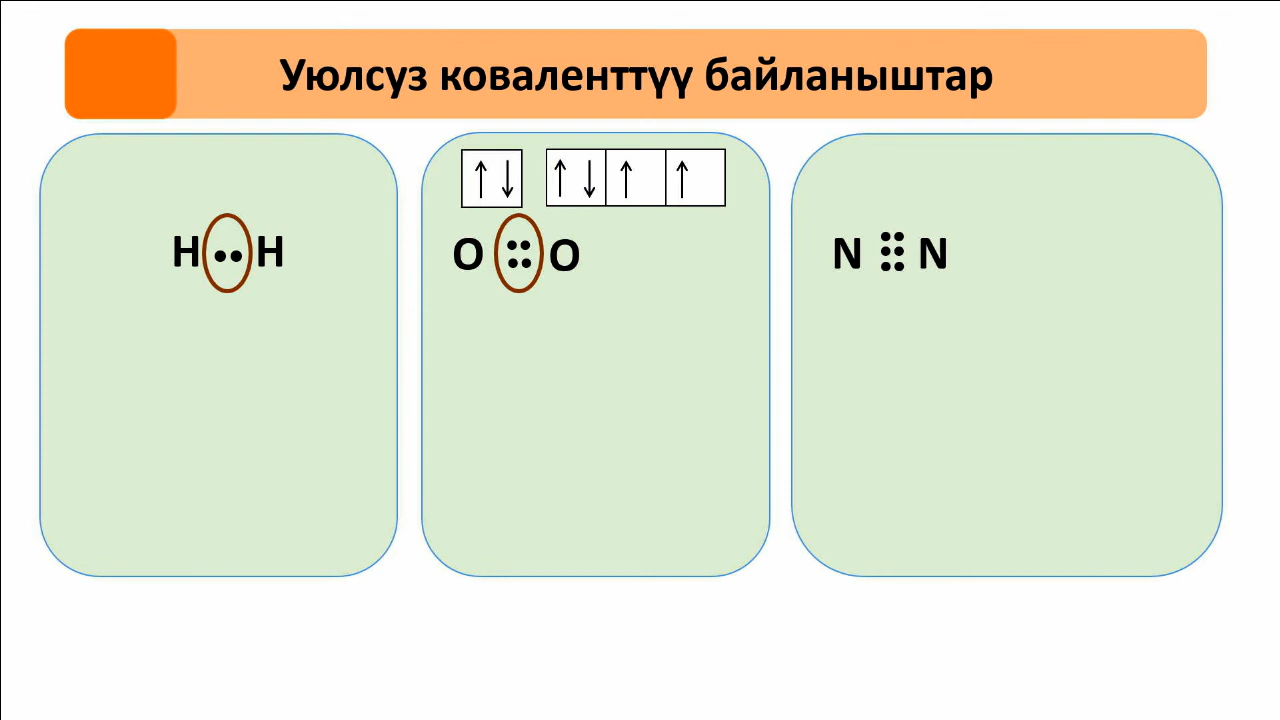 Уюлсуз коваленттүү байланыштар
↑ ↓ ↑ ↓ ↑ ↑
H •• H
O :: O
N ⋮⋮ N